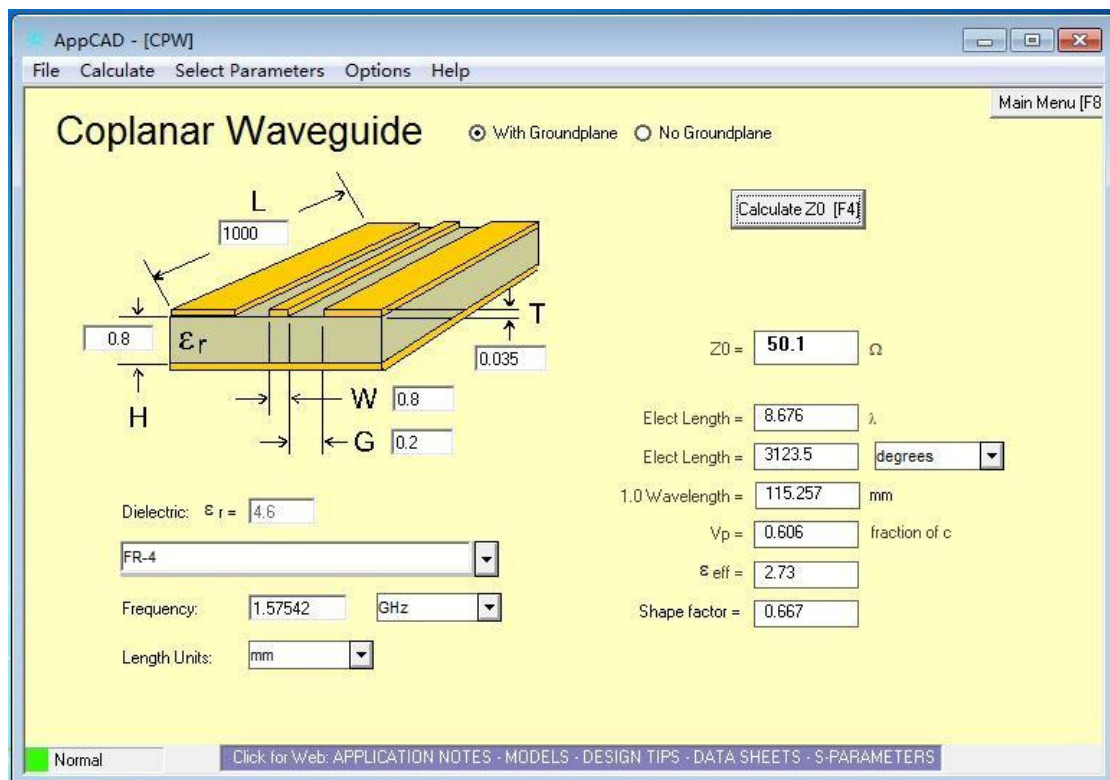 AppCAD - [CPW]
File Calculate Select Parameters Options Help
Main Menu [F8
Coplanar Waveguide
With Groundplane
No Groundplane
L
1000
Calculate Z0 [F4]
0.8
εr
T
0.035
H
W 0.8
G 0.2
Z0 = 50.1 Ω
Elect Length = 8.676 λ
Elect Length = 3123.5 degrees
1.0 Wavelength = 115.257 mm
Vp = 0.606 fraction of c
ε eff = 2.73
Shape factor = 0.667
Dielectric: ε r = 4.6
FR-4
Frequency: 1.57542 GHz
Length Units: mm
Normal
Click for Web: APPLICATION NOTES - MODELS - DESIGN TIPS - DATA SHEETS - S-PARAMETERS